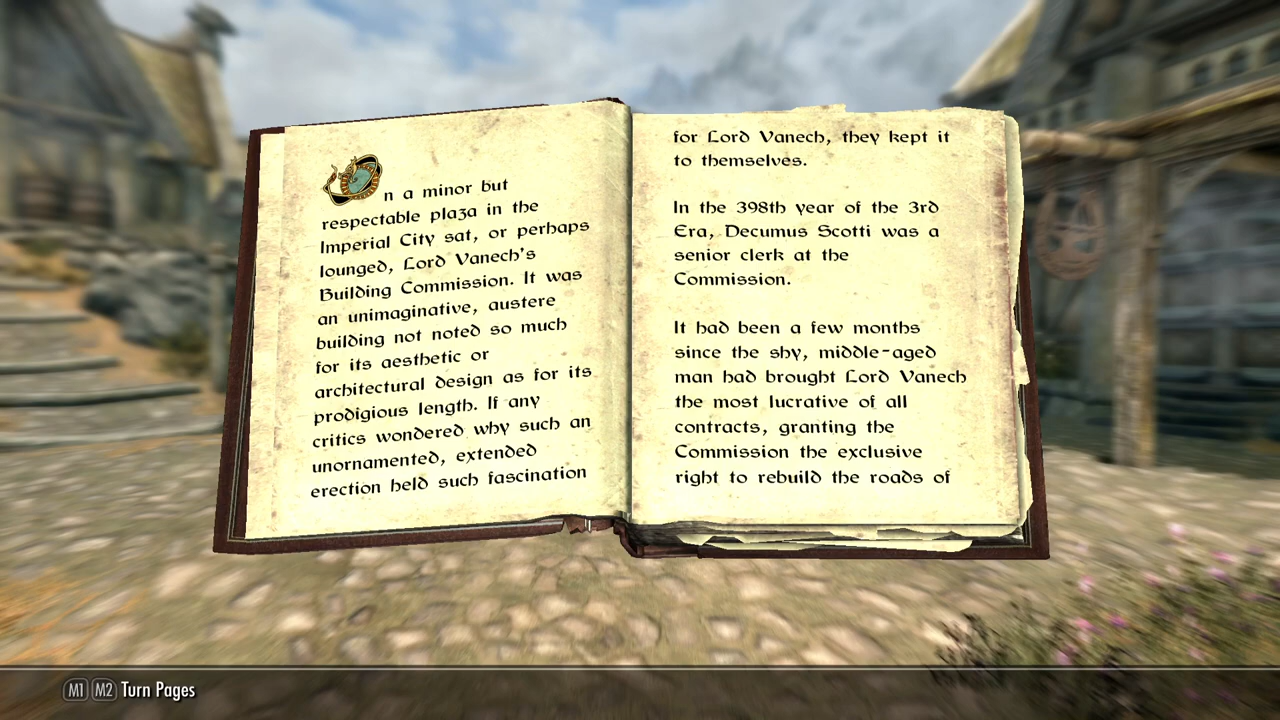 On a minor but
respectable plaza in the
Imperial City sat, or perhaps
lounged, Lord Vanech's
Building Commission. It was
an unimaginative, austere
building not noted so much
for its aesthetic or
architectural design as for its
prodigious length. If any
critics wondered why such an
unornamented, extended
erection held such fascination
for Lord Vanech, they kept it
to themselves.
In the 398th year of the 3rd
Era, Decumus Scotti was a
senior clerk at the
Commission.
It had been a few months
since the shy, middle-aged
man had brought Lord Vanech
the most lucrative of all
contracts, granting the
Commission the exclusive
right to rebuild the roads of
M1 M2 Turn Pages